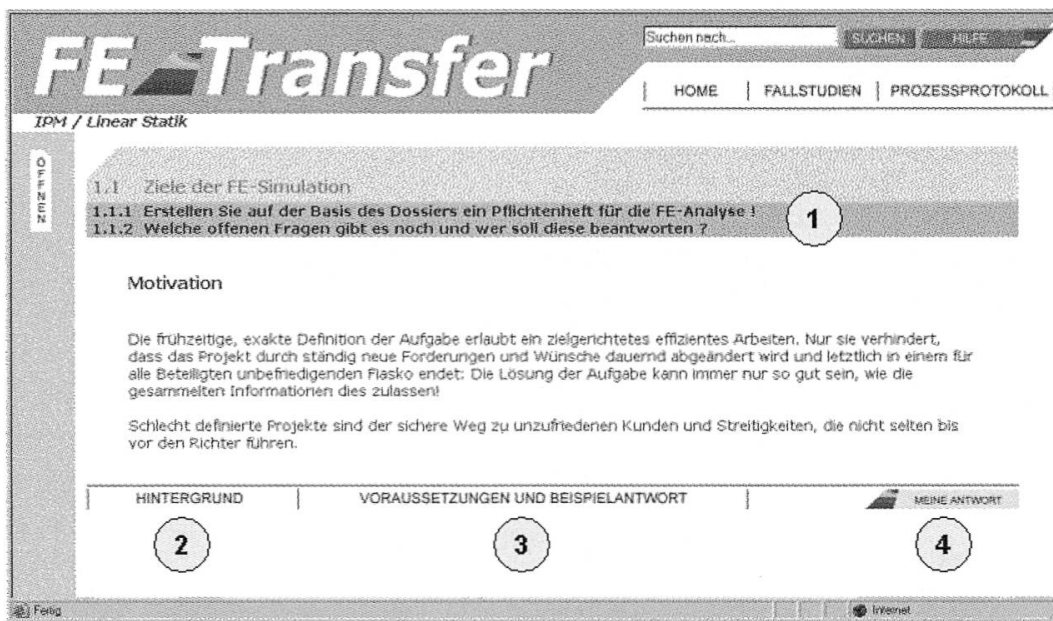 FE Transfer
Suchen nach...
SUCHEN
HILFE
HOME
FALLSTUDIEN
PROZESSPROTOKOLL
IPM / Linear Statik
ÖFFNEN
1.1 Ziele der FE-Simulation
1.1.1 Erstellen Sie auf der Basis des Dossiers ein Pflichtenheft für die FE-Analyse !
1.1.2 Welche offenen Fragen gibt es noch und wer soll diese beantworten ?
1
Motivation
Die frühzeitige, exakte Definition der Aufgabe erlaubt ein zielgerichtetes effizientes Arbeiten. Nur sie verhindert,
dass das Projekt durch ständig neue Forderungen und Wünsche dauernd abgeändert wird und letztlich in einem für
alle Beteiligten unbefriedigenden Fiasko endet: Die Lösung der Aufgabe kann immer nur so gut sein, wie die
gesammelten Informationen dies zulassen!
Schlecht definierte Projekte sind der sichere Weg zu unzufriedenen Kunden und Streitigkeiten, die nicht selten bis
vor den Richter führen.
HINTERGRUND
VORAUSSETZUNGEN UND BEISPIELANTWORT
MEINE ANTWORT
2
3
4
Fertig
Internet